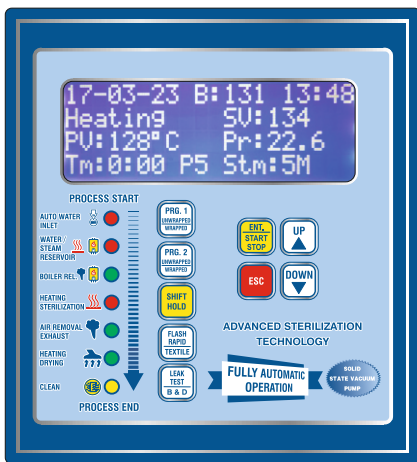 17-03-23 B:131 13:48
Heating SV:134
PV:128°C Pr:22.6
Tm:0:00 P5 Stm:5M
PROCESS START
AUTO WATER
INLET
WATER /
STEAM
RESERVOIR
BOILER REL.
HEATING
STERILIZATION
AIR REMOVAL
EXHAUST
HEATING
DRYING
CLEAN
PROCESS END
PRG. 1
UNWRAPPED
WRAPPED
PRG. 2
UNWRAPPED
WRAPPED
SHIFT
HOLD
FLASH
RAPID
TEXTILE
LEAK
TEST
B & D
ENT.
START
STOP
UP
ESC
DOWN
ADVANCED STERILIZATION
TECHNOLOGY
FULLY AUTOMATIC
OPERATION
SOLID
STATE VACUUM
PUMP